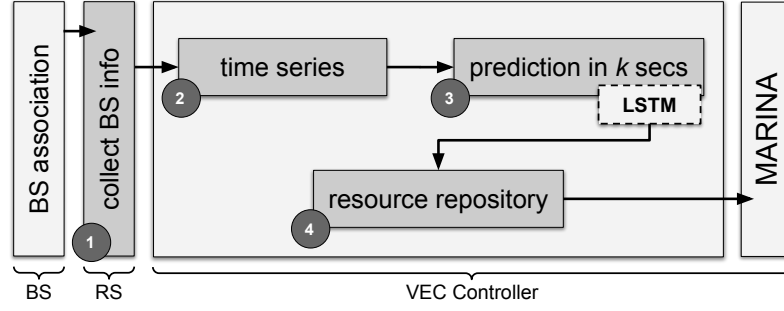 BS association
collect BS info
1
time series
2
prediction in k secs
3
LSTM
resource repository
4
MARINA
BS
RS
VEC Controller